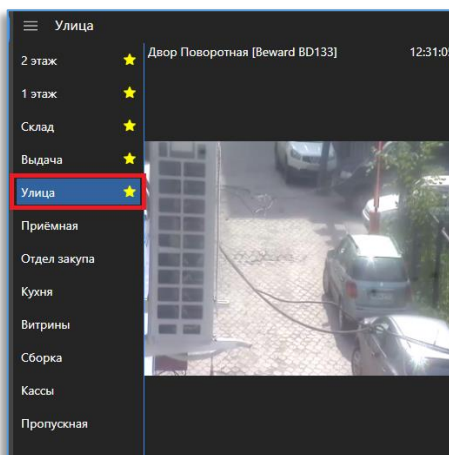 Улица
Двор Поворотная [Beward BD133] 12:31:05
2 этаж
1 этаж
Склад
Выдача
Улица
Приёмная
Отдел закупа
Кухня
Витрины
Сборка
Кассы
Пропускная